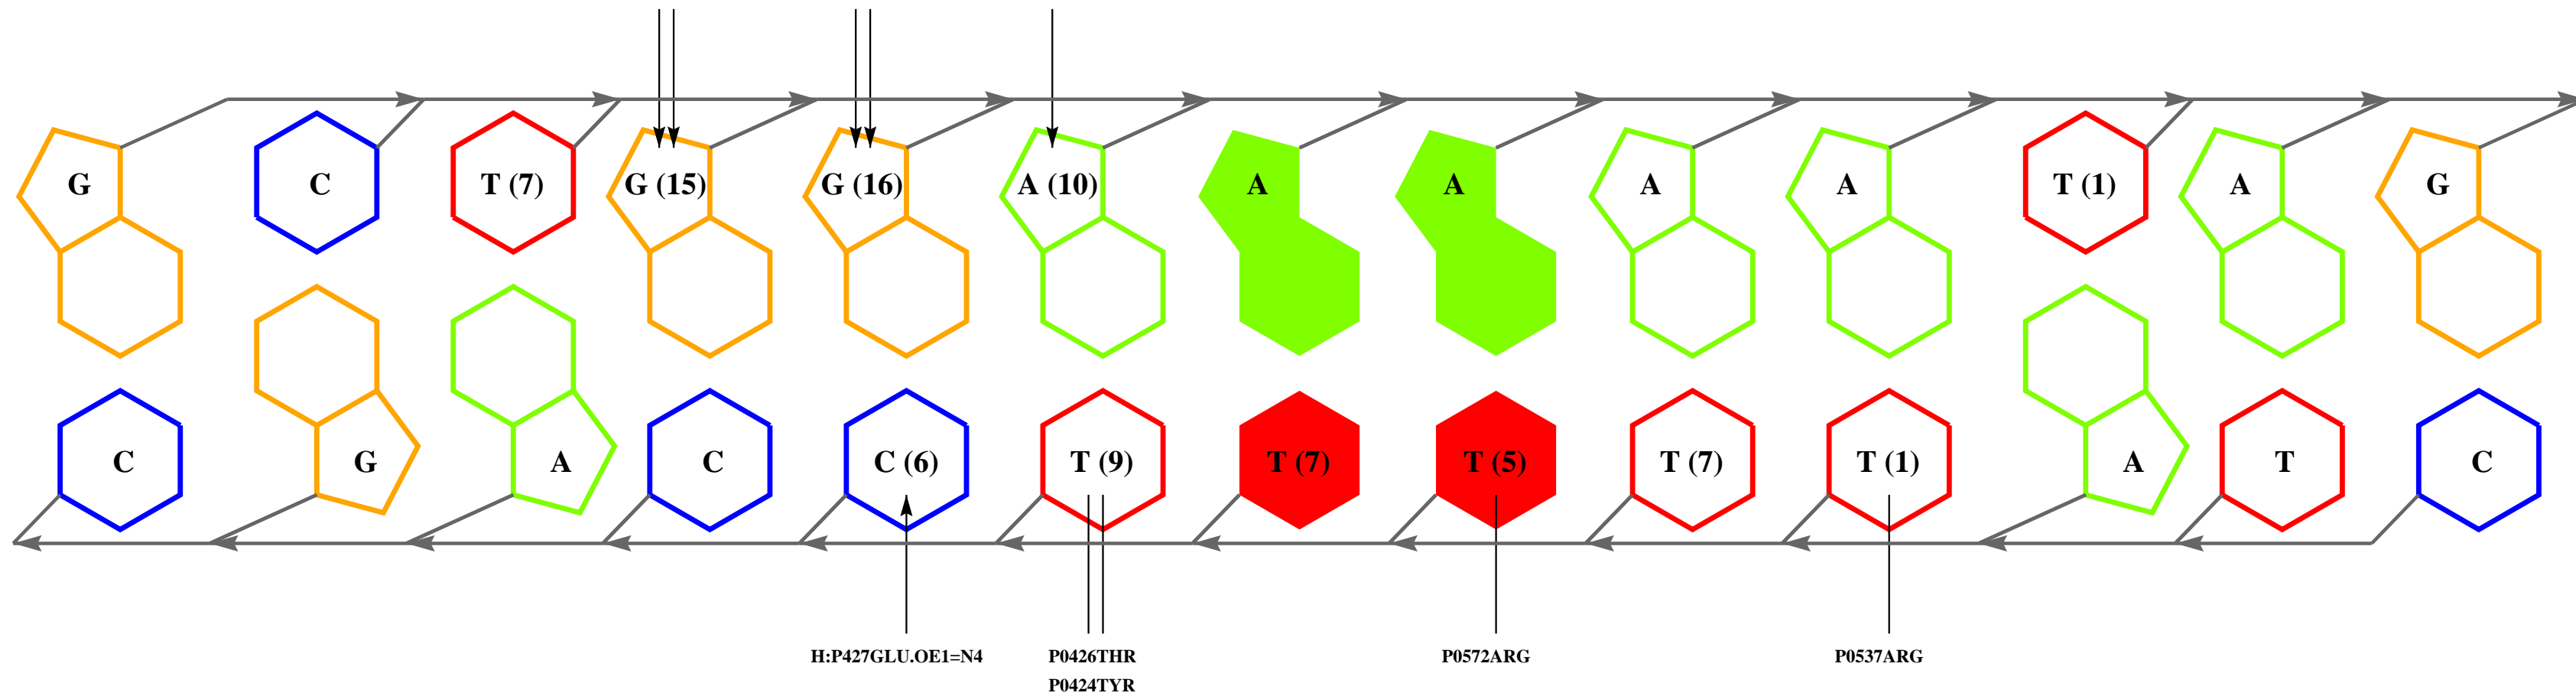 G C T (7) G (15) G (16) A (10) A A A A T (1) A G
C G A C C (6) T (9) T (7) T (5) T (7) T (1) A T C
H:P427GLU.OE1=N4 P0426THR P0572ARG P0537ARG
P0424TYR